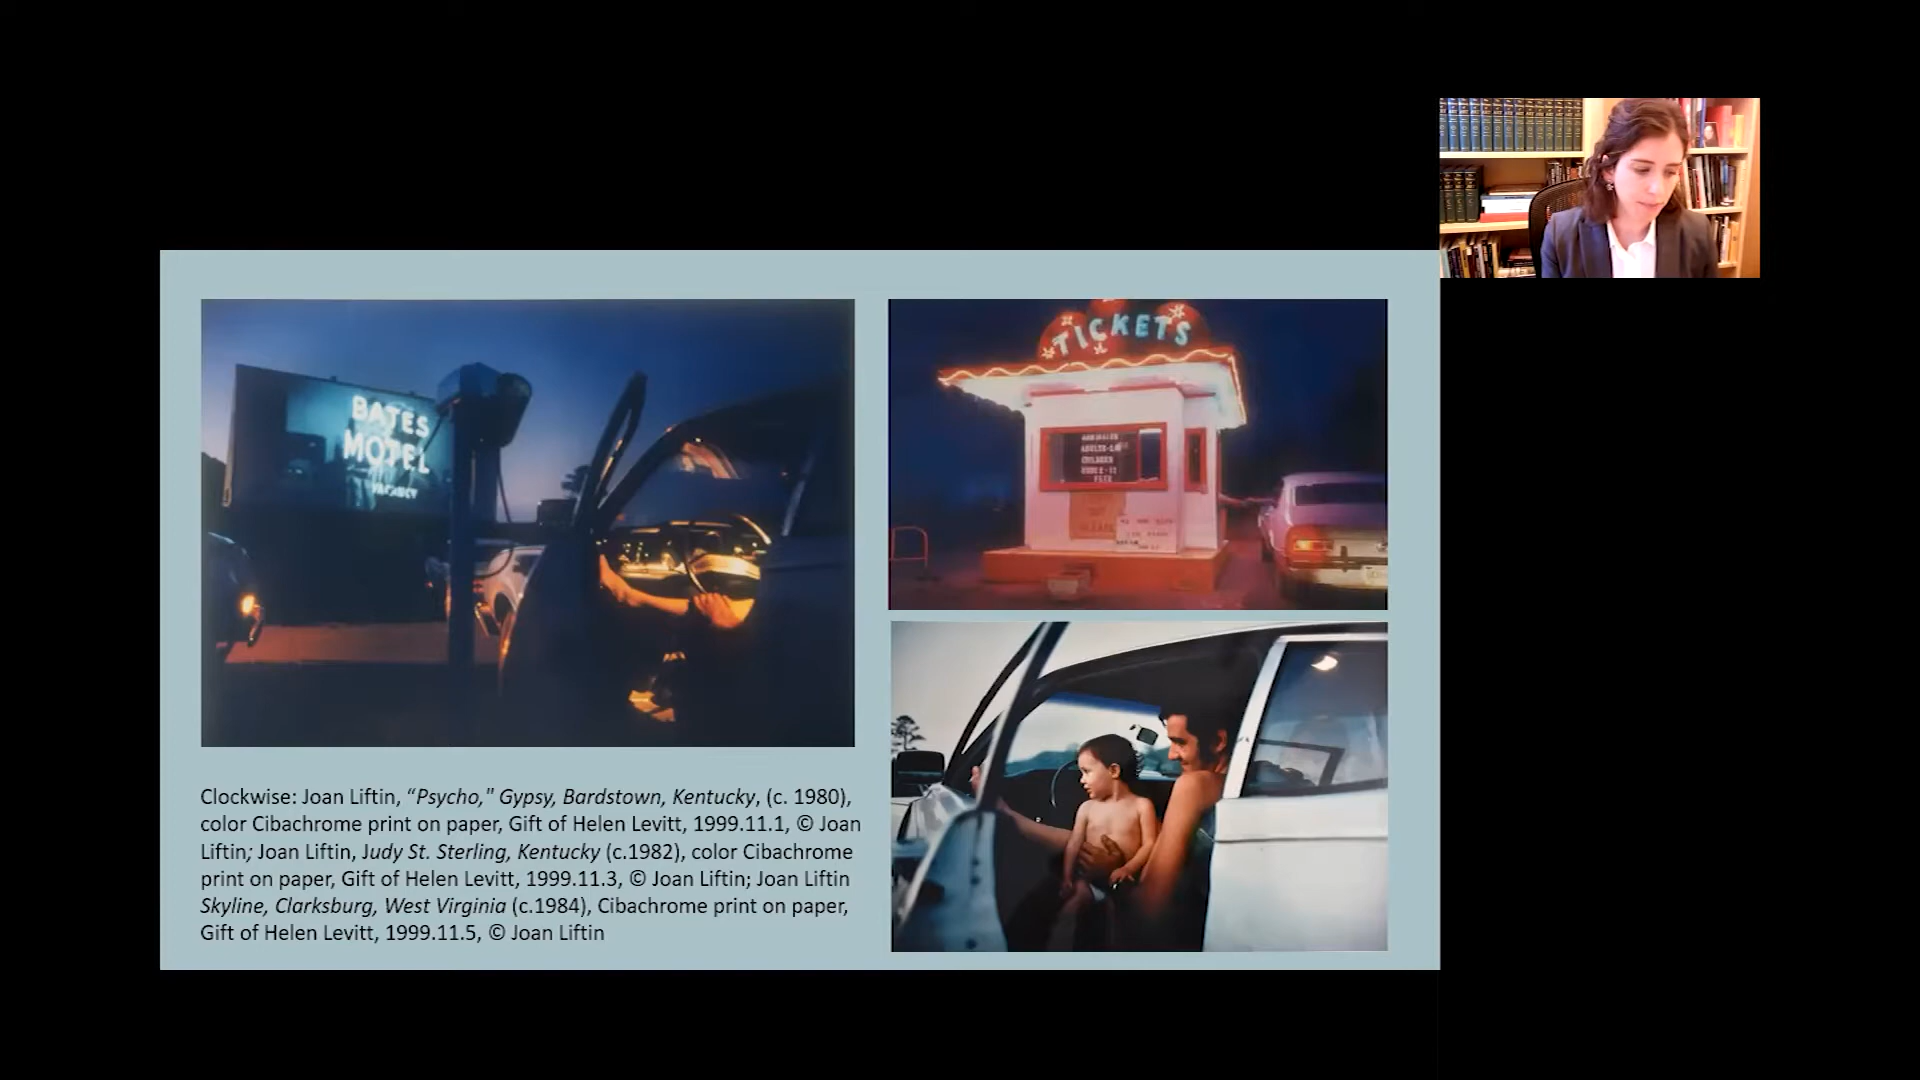 BATES
MOTEL
VACANCY
TICKETS
CHILDREN
FREE
Clockwise: Joan Liftin, “Psycho," Gypsy, Bardstown, Kentucky, (c. 1980),
color Cibachrome print on paper, Gift of Helen Levitt, 1999.11.1, © Joan
Liftin; Joan Liftin, Judy St. Sterling, Kentucky (c.1982), color Cibachrome
print on paper, Gift of Helen Levitt, 1999.11.3, © Joan Liftin; Joan Liftin
Skyline, Clarksburg, West Virginia (c.1984), Cibachrome print on paper,
Gift of Helen Levitt, 1999.11.5, © Joan Liftin